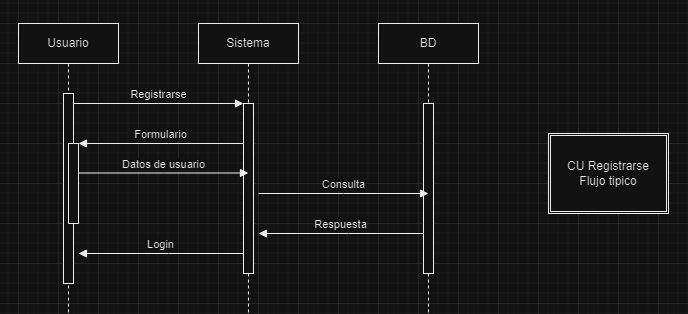 Usuario
Sistema
BD
Registrarse
Formulario
Datos de usuario
Consulta
Respuesta
Login
CU Registrarse
Flujo tipico